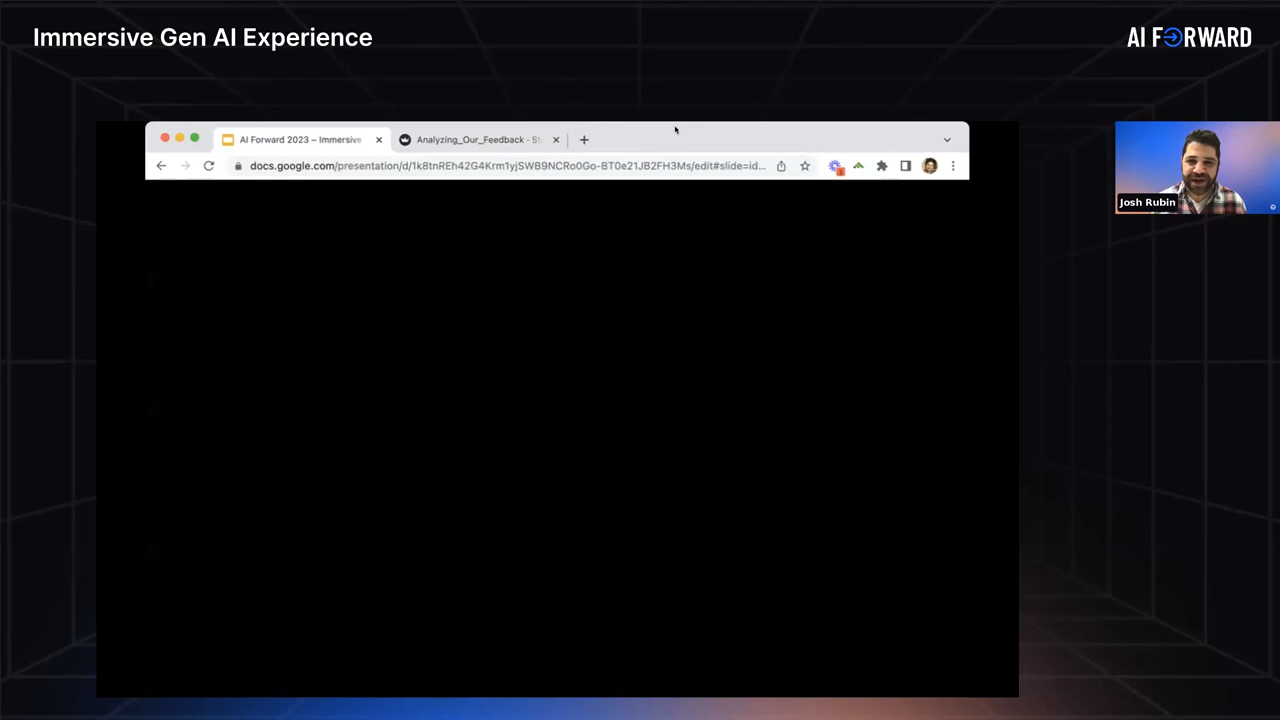 Immersive Gen AI Experience
AI FORWARD
AI Forward 2023 – Immersive
Analyzing_Our_Feedback - St
docs.google.com/presentation/d/1k8tnREh42G4Krm1yjSWB9NCRo0Go-BT0e21JB2FH3Ms/edit#slide=id...
Josh Rubin